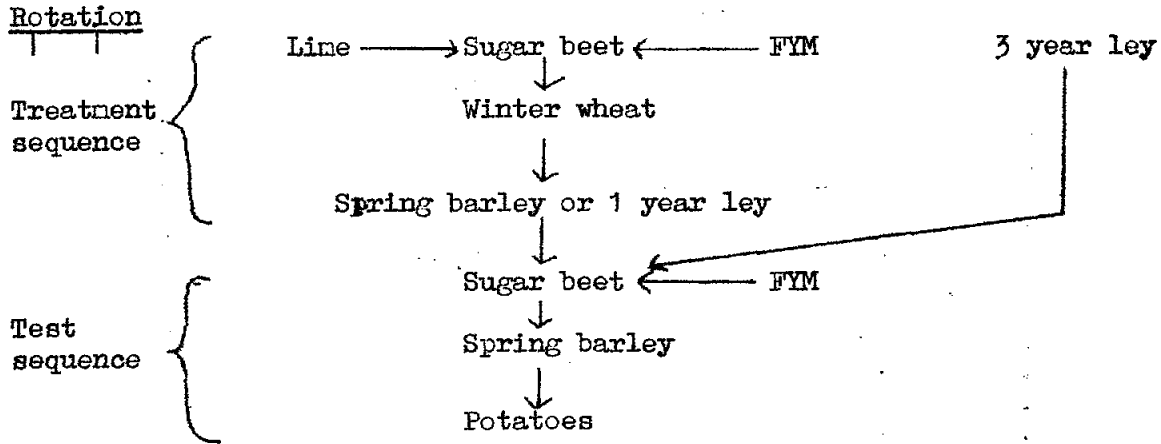 Rotation
Lime Sugar beet FYM 3 year ley
Treatment
sequence
Winter wheat
Spring barley or 1 year ley
Sugar beet FYM
Test
sequence
Spring barley
Potatoes